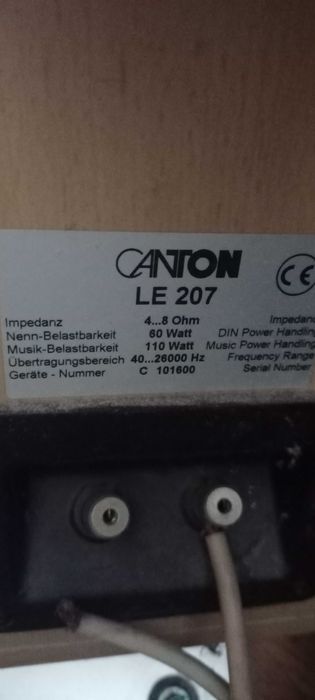 CANTON
LE 207
Impedanz 4...8 Ohm Impedanc
Nenn-Belastbarkeit 60 Watt DIN Power Handling
Musik-Belastbarkeit 110 Watt Music Power Handling
Übertragungsbereich 40...26000 Hz Frequency Range
Geräte - Nummer C 101600 Serial Number
CE